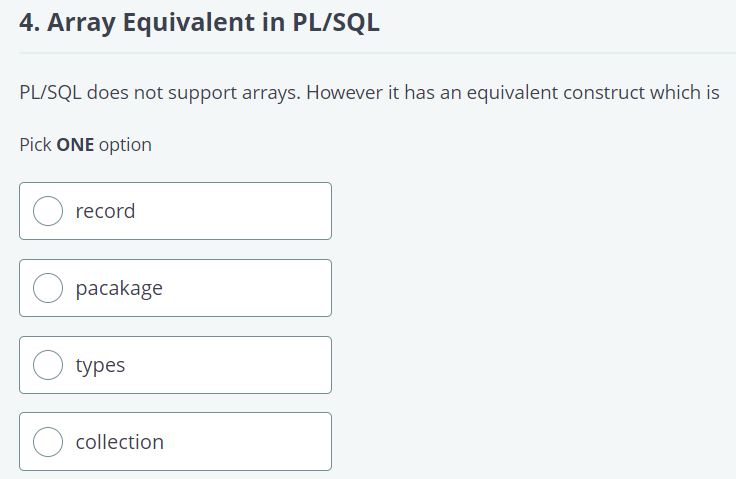 4. Array Equivalent in PL/SQL
PL/SQL does not support arrays. However it has an equivalent construct which is
Pick ONE option
record
pacakage
types
collection